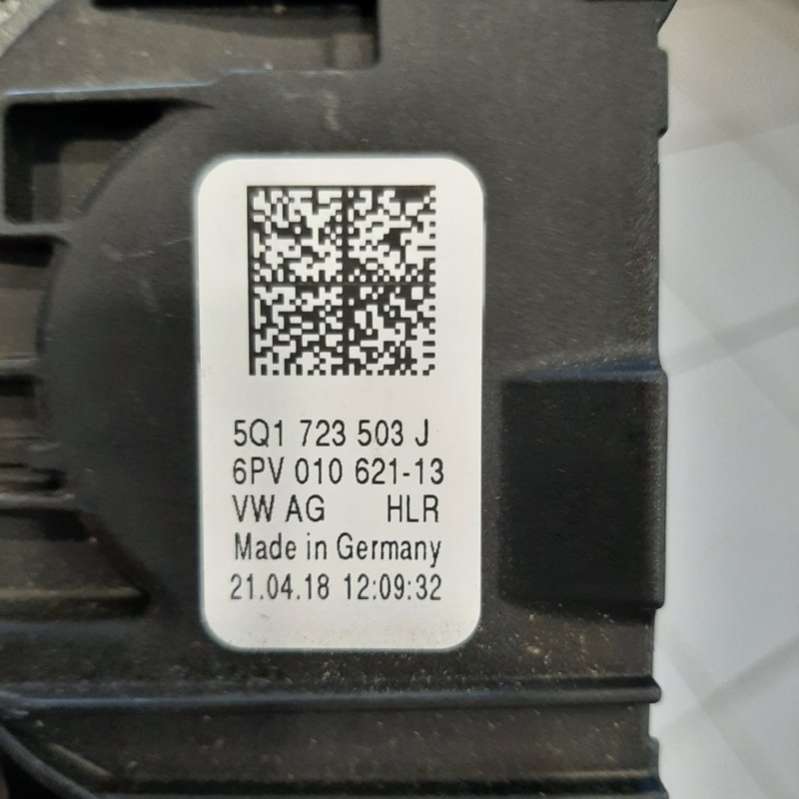 5Q1 723 503 J
6PV 010 621-13
VW AG HLR
Made in Germany
21.04.18 12:09:32